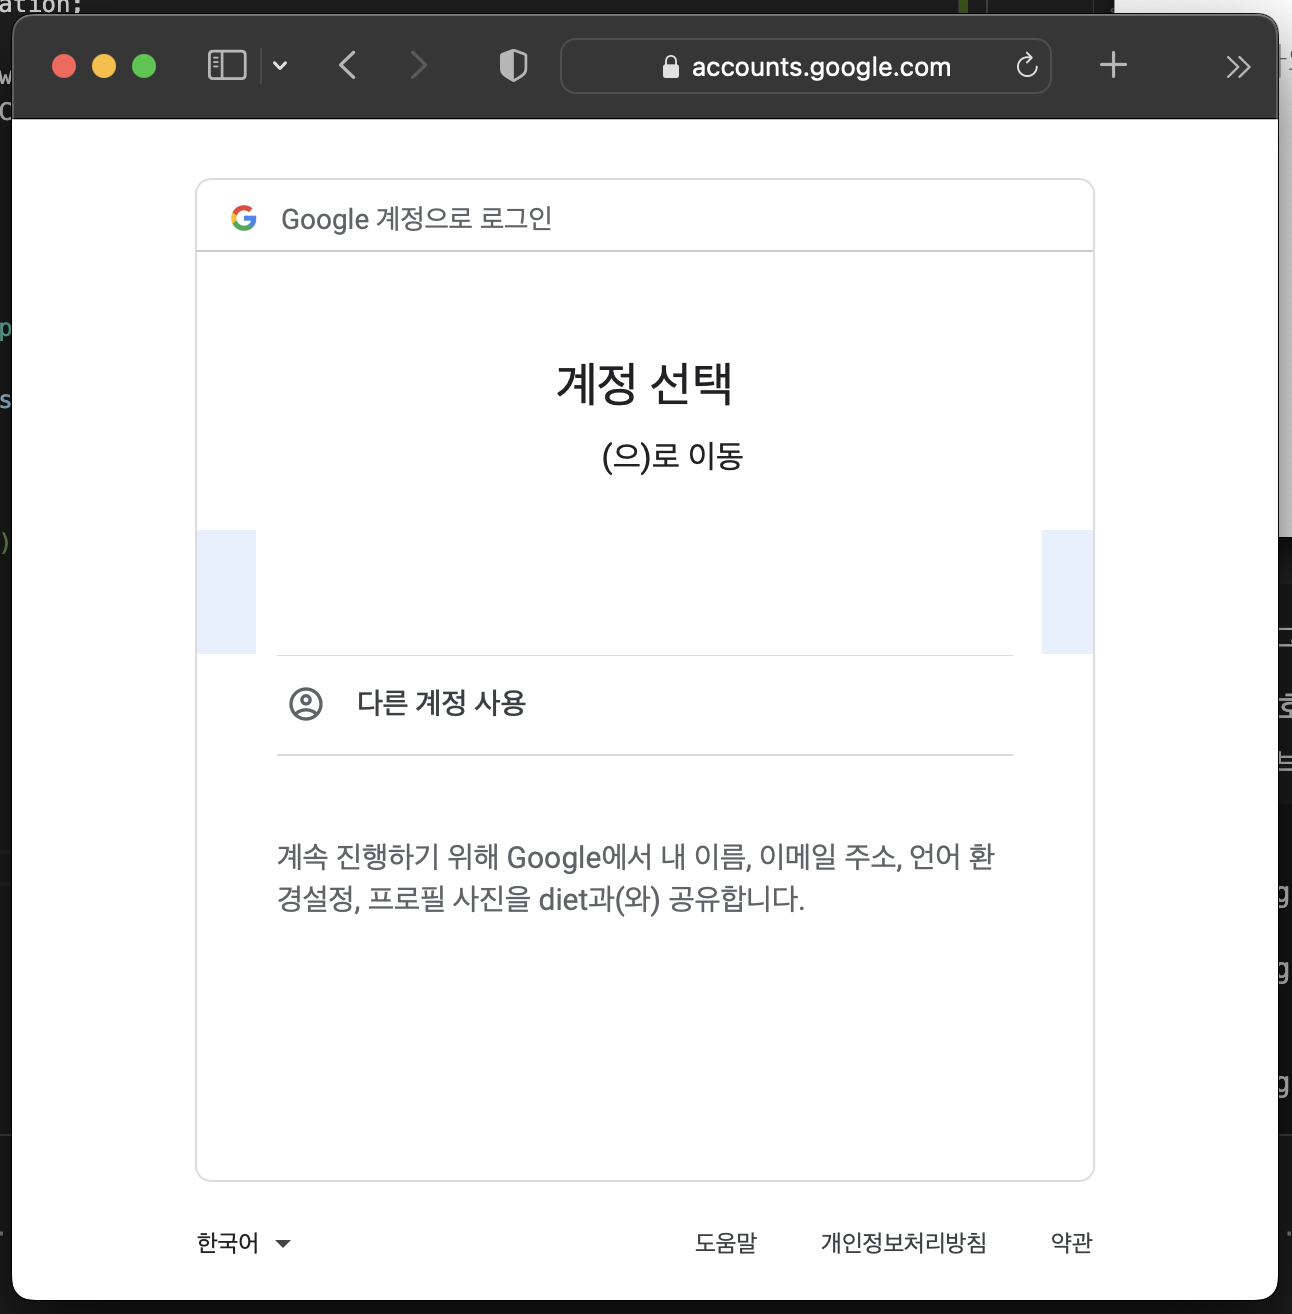 ation;
accounts.google.com
Google 계정으로 로그인
계정 선택
(으)로 이동
다른 계정 사용
계속 진행하기 위해 Google에서 내 이름, 이메일 주소, 언어 환
경설정, 프로필 사진을 diet과(와) 공유합니다.
한국어
도움말 개인정보처리방침 약관